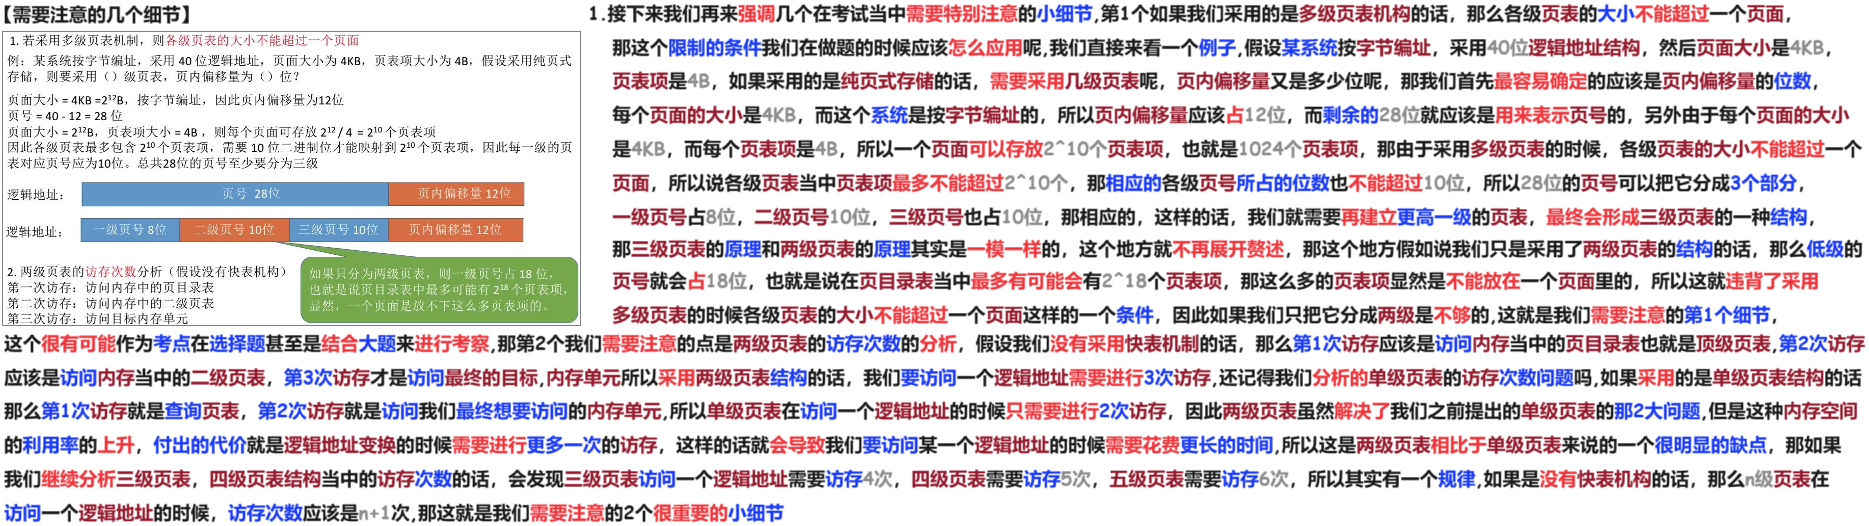 【需要注意的几个细节】
1. 若采用多级页表机制，则各级页表的大小不能超过一个页面
例：某系统按字节编址，采用 40 位逻辑地址，页面大小为 4KB，页表项大小为 4B，假设采用纯页式
存储，则要采用（）级页表，页内偏移量为（）位？
页面大小 = 4KB =2¹²B，按字节编址，因此页内偏移量为12位
页号 = 40 - 12 = 28 位
页面大小 = 2¹²B，页表项大小 = 4B ，则每个页面可存放 2¹² / 4 = 2¹⁰ 个页表项
因此各级页表最多包含 2¹⁰ 个页表项，需要 10 位二进制位才能映射到 2¹⁰ 个页表项，因此每一级的页
表对应页号应为10位。总共28位的页号至少要分为三级
逻辑地址： 页号 28位 页内偏移量 12位
逻辑地址： 一级页号 8位 二级页号 10位 三级页号 10位 页内偏移量 12位
2. 两级页表的访存次数分析（假设没有快表机构）
第一次访存：访问内存中的页目录表
第二次访存：访问内存中的二级页表
第三次访存：访问目标内存单元
如果只分为两级页表，则一级页号占 18 位，
也就是说页目录表中最多可能有 2¹⁸ 个页表项，
显然，一个页面是放不下这么多页表项的。
1.接下来我们再来强调几个在考试当中需要特别注意的小细节,第1个如果我们采用的是多级页表机构的话，那么各级页表的大小不能超过一个页面，
那这个限制的条件我们在做题的时候应该怎么应用呢,我们直接来看一个例子,假设某系统按字节编址，采用40位逻辑地址结构，然后页面大小是4KB，
页表项是4B，如果采用的是纯页式存储的话，需要采用几级页表呢，页内偏移量又是多少位呢，那我们首先最容易确定的应该是页内偏移量的位数，
每个页面的大小是4KB，而这个系统是按字节编址的，所以页内偏移量应该占12位，而剩余的28位就应该是用来表示页号的，另外由于每个页面的大小
是4KB，而每个页表项是4B，所以一个页面可以存放2^10个页表项，也就是1024个页表项，那由于采用多级页表的时候，各级页表的大小不能超过一个
页面，所以说各级页表当中页表项最多不能超过2^10个，那相应的各级页号所占的位数也不能超过10位，所以28位的页号可以把它分成3个部分，
一级页号占8位，二级页号10位，三级页号也占10位，那相应的，这样的话，我们就需要再建立更高一级的页表，最终会形成三级页表的一种结构，
那三级页表的原理和两级页表的原理其实是一模一样的，这个地方就不再展开赘述，那这个地方假如说我们只是采用了两级页表的结构的话，那么低级的
页号就会占18位，也就是说在页目录表当中最多有可能会有2^18个页表项，那这么多的页表项显然是不能放在一个页面里的，所以这就违背了采用
多级页表的时候各级页表的大小不能超过一个页面这样的一个条件，因此如果我们只把它分成两级是不够的,这就是我们需要注意的第1个细节，
这个很有可能作为考点在选择题甚至是结合大题来进行考察,那第2个我们需要注意的点是两级页表的访存次数的分析，假设我们没有采用快表机制的话，那么第1次访存应该是访问内存当中的页目录表也就是顶级页表,第2次访存
应该是访问内存当中的二级页表，第3次访存才是访问最终的目标,内存单元所以采用两级页表结构的话，我们要访问一个逻辑地址需要进行3次访存,还记得我们分析的单级页表的访存次数问题吗,如果采用的是单级页表结构的话
那么第1次访存就是查询页表，第2次访存就是访问我们最终想要访问的内存单元,所以单级页表在访问一个逻辑地址的时候只需要进行2次访存，因此两级页表虽然解决了我们之前提出的单级页表的那2大问题,但是这种内存空间
的利用率的上升，付出的代价就是逻辑地址变换的时候需要进行更多一次的访存，这样的话就会导致我们要访问某一个逻辑地址的时候需要花费更长的时间,所以这是两级页表相比于单级页表来说的一个很明显的缺点，那如果
我们继续分析三级页表，四级页表结构当中的访存次数的话，会发现三级页表访问一个逻辑地址需要访存4次，四级页表需要访存5次，五级页表需要访存6次，所以其实有一个规律,如果是没有快表机构的话，那么n级页表在
访问一个逻辑地址的时候，访存次数应该是n+1次,那这就是我们需要注意的2个很重要的小细节